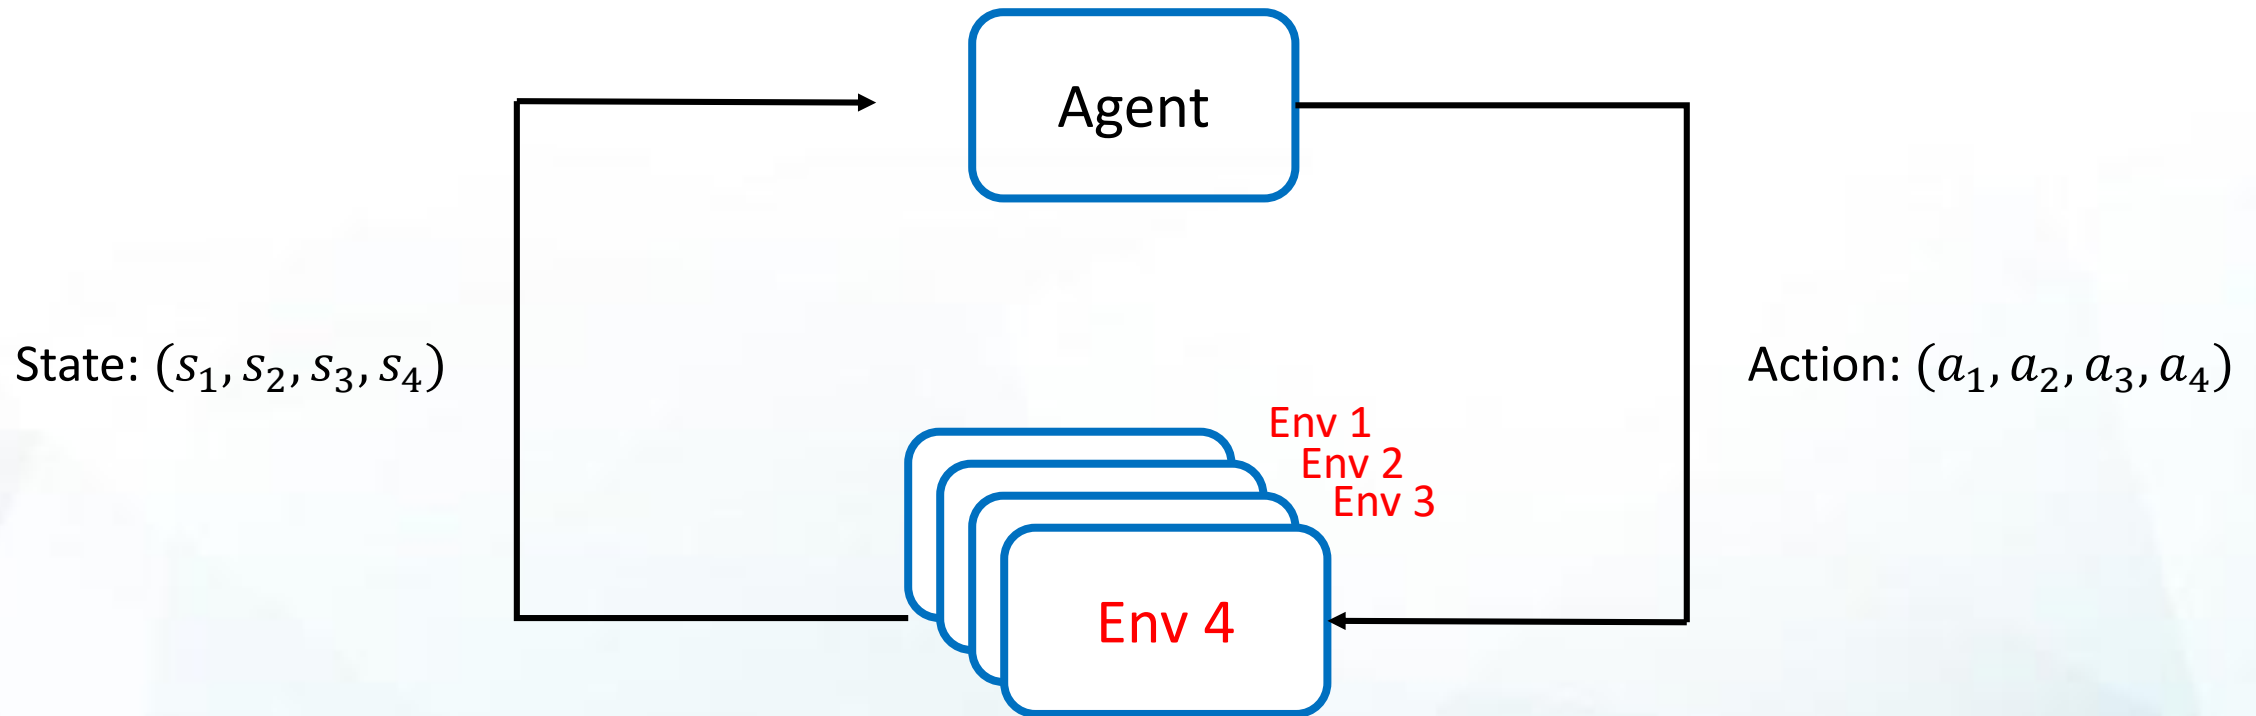 Agent
State: (s₁, s₂, s₃, s₄)
Action: (a₁, a₂, a₃, a₄)
Env 1
Env 2
Env 3
Env 4